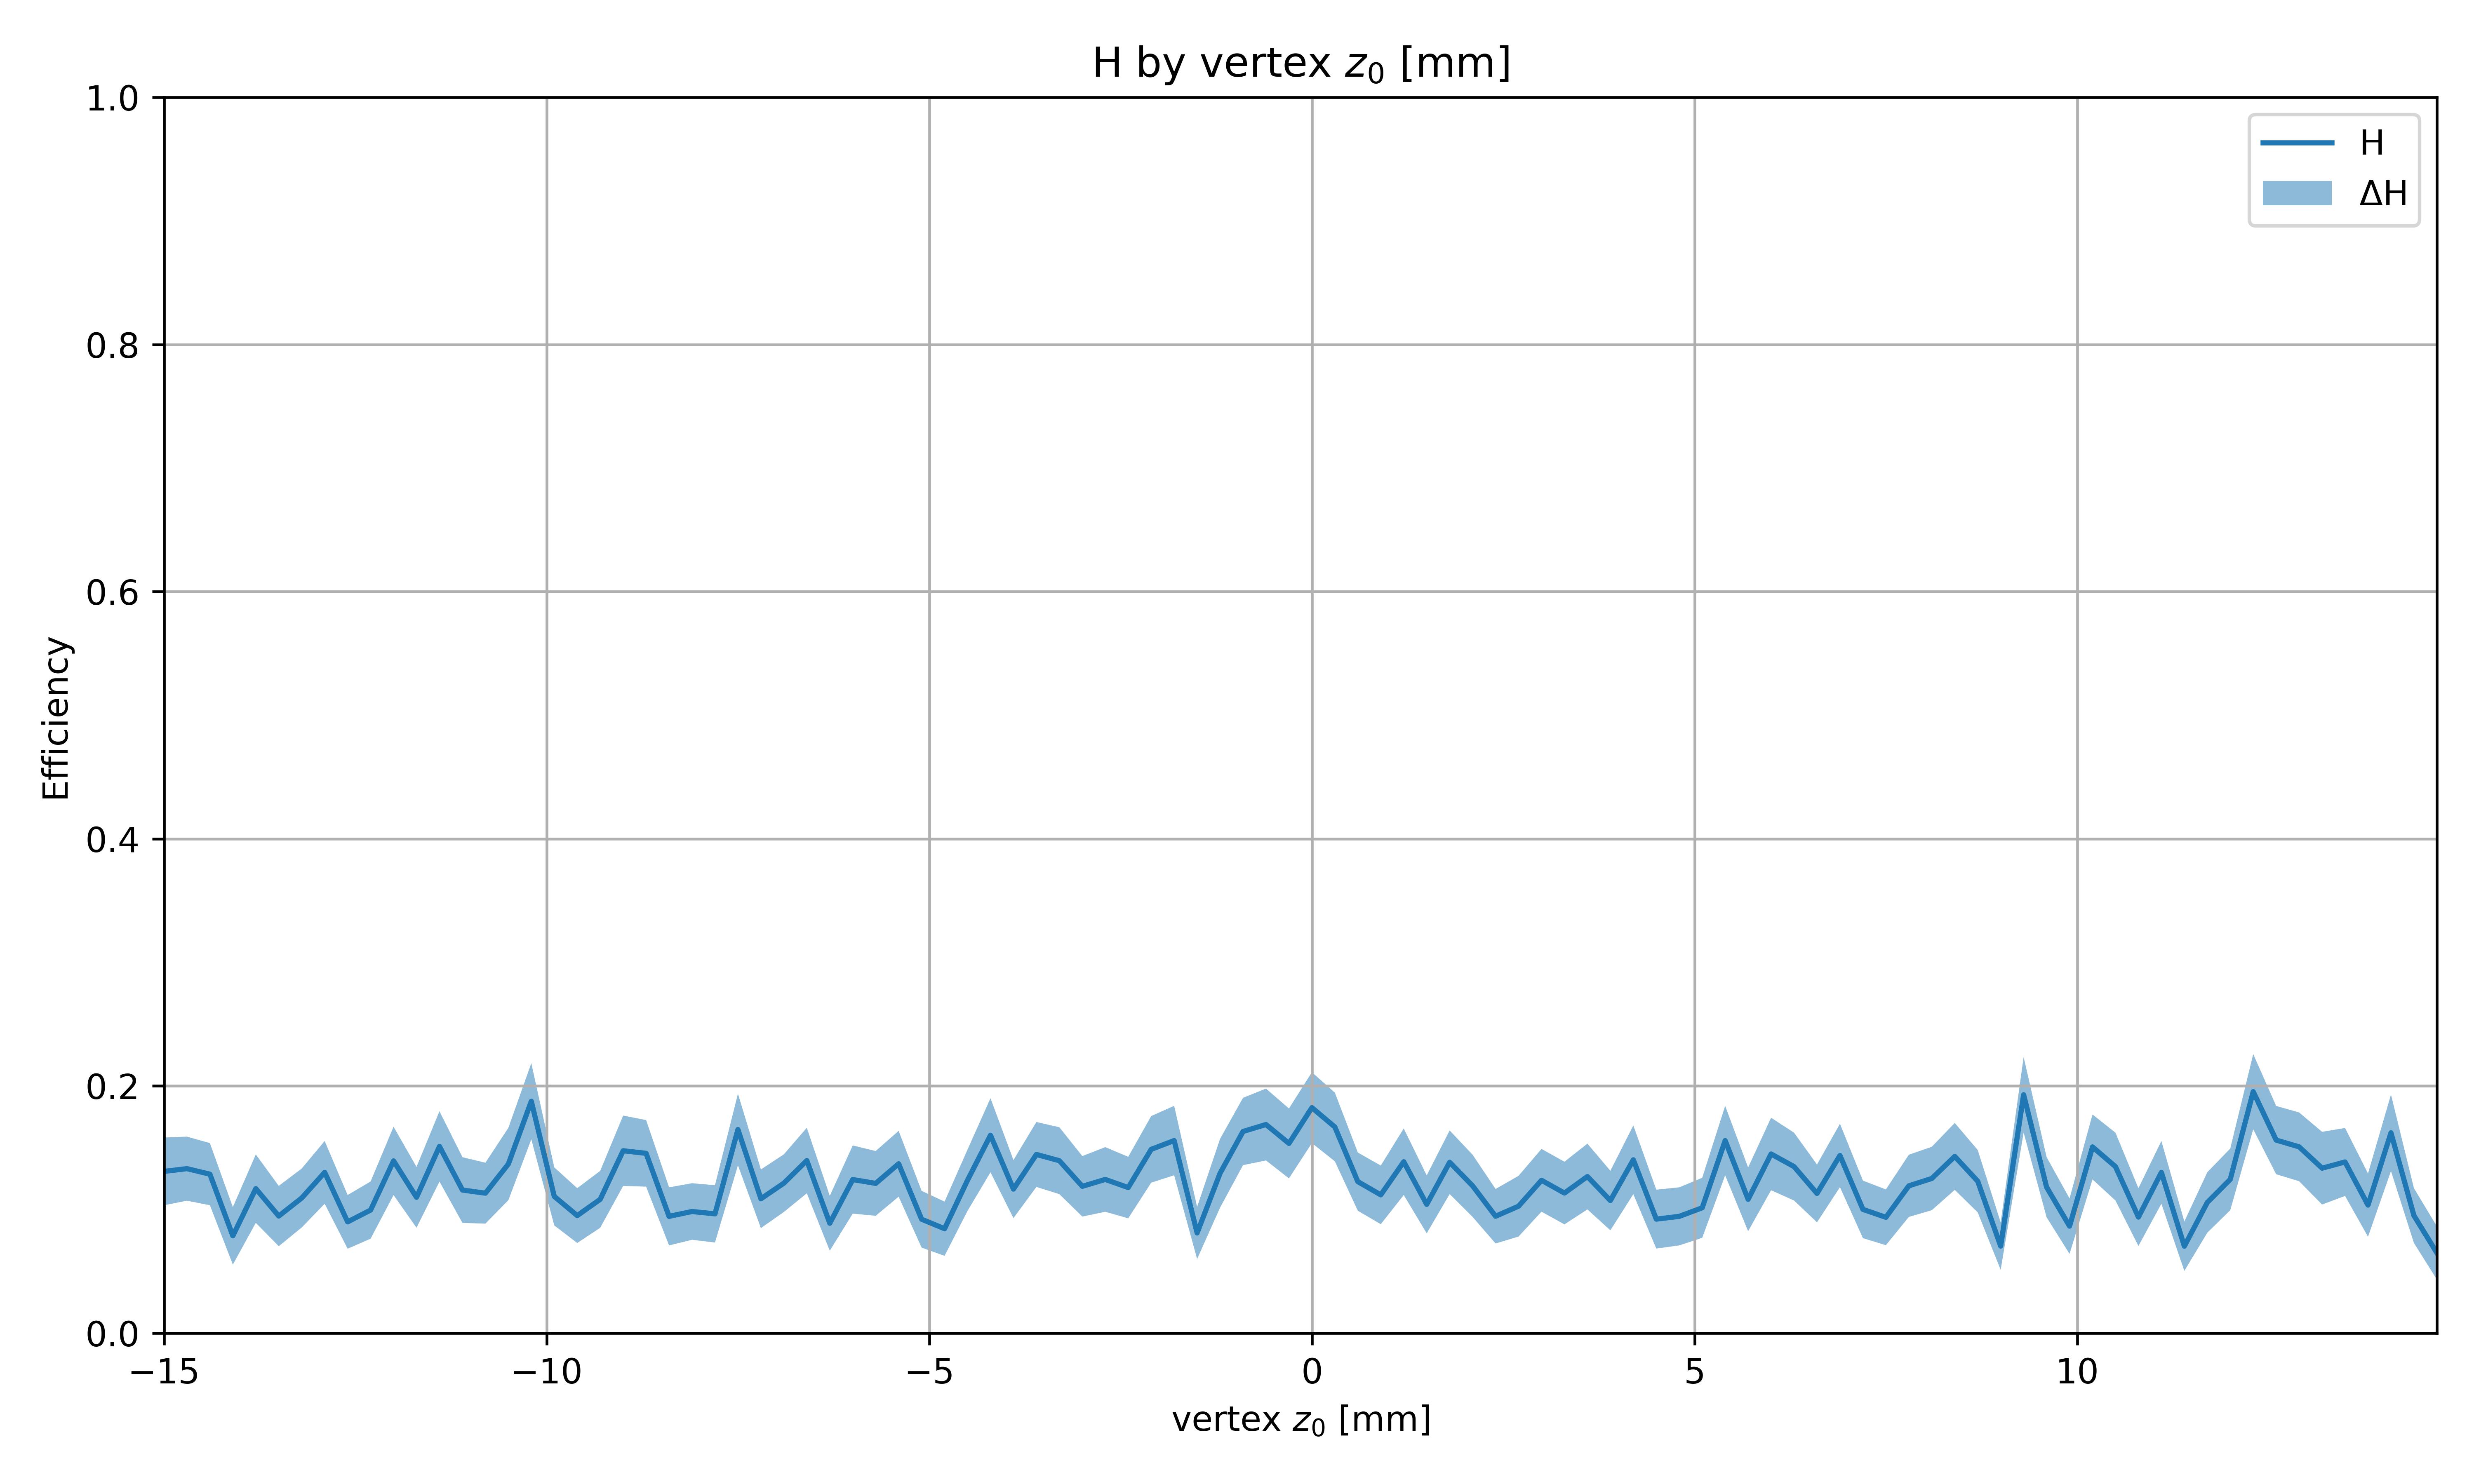 H by vertex z₀ [mm]
1.0
0.8
0.6
0.4
0.2
0.0
Efficiency
H
ΔH
−15 −10 −5 0 5 10
vertex z₀ [mm]